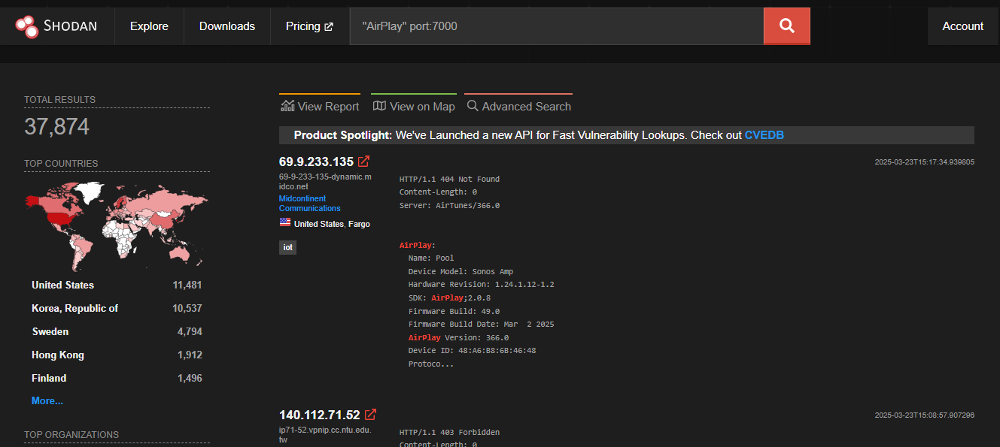 SHODAN Explore Downloads Pricing "AirPlay" port:7000 Account
TOTAL RESULTS
37,874
TOP COUNTRIES
United States 11,481
Korea, Republic of 10,537
Sweden 4,794
Hong Kong 1,912
Finland 1,496
More...
TOP ORGANIZATIONS
View Report View on Map Advanced Search
Product Spotlight: We've Launched a new API for Fast Vulnerability Lookups. Check out CVEDB
69.9.233.135
69-9-233-135-dynamic.m
idco.net
Midcontinent
Communications
United States, Fargo
iot
2025-03-23T15:17:34.939805
HTTP/1.1 404 Not Found
Content-Length: 0
Server: AirTunes/366.0
AirPlay:
Name: Pool
Device Model: Sonos Amp
Hardware Revision: 1.24.1.12-1.2
SDK: AirPlay;2.0.8
Firmware Build: 49.0
Firmware Build Date: Mar  2 2025
AirPlay Version: 366.0
Device ID: 48:A6:B8:6B:46:48
Protoco...
140.112.71.52
ip71-52.vpnip.cc.ntu.edu.
tw
2025-03-23T15:08:57.907296
HTTP/1.1 403 Forbidden
Content-Length: 0